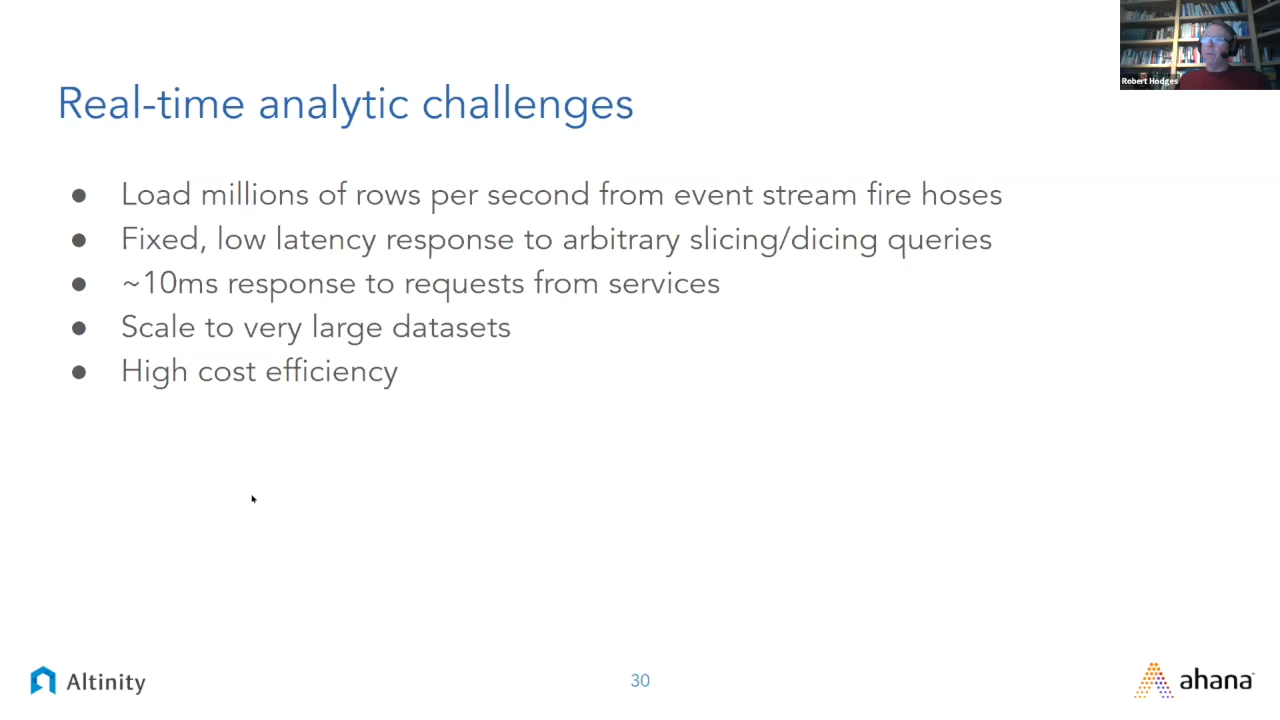 Robert Hodges
Real-time analytic challenges
● Load millions of rows per second from event stream fire hoses
● Fixed, low latency response to arbitrary slicing/dicing queries
● ~10ms response to requests from services
● Scale to very large datasets
● High cost efficiency
Altinity
30
ahana